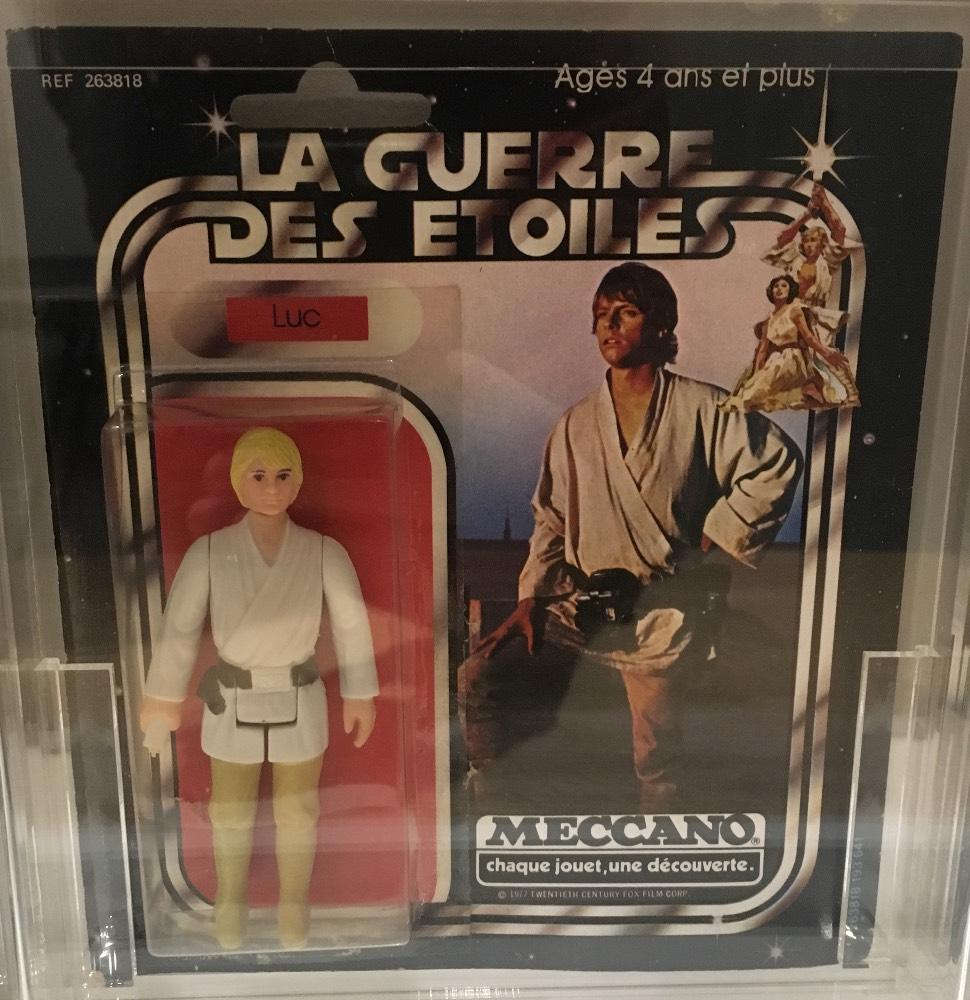 REF 263818
Agés 4 ans et plus
LA GUERRE
DES ETOILES
Luc
MECCANO®
chaque jouet, une découverte.
© 1977 TWENTIETH CENTURY-FOX FILM CORP.